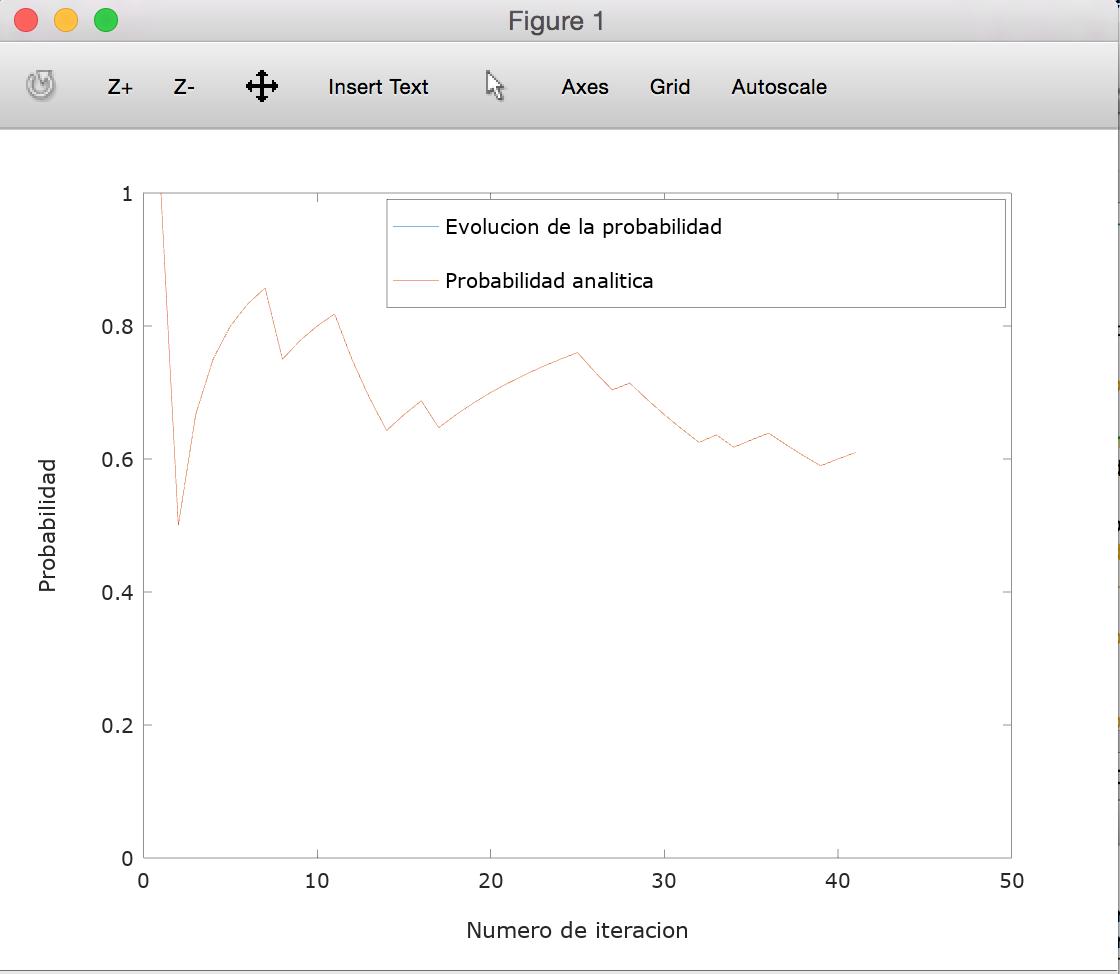 Figure 1
Z+ Z- Insert Text Axes Grid Autoscale
Evolucion de la probabilidad
Probabilidad analitica
1
0.8
0.6
0.4
0.2
0
Probabilidad
0 10 20 30 40 50
Numero de iteracion